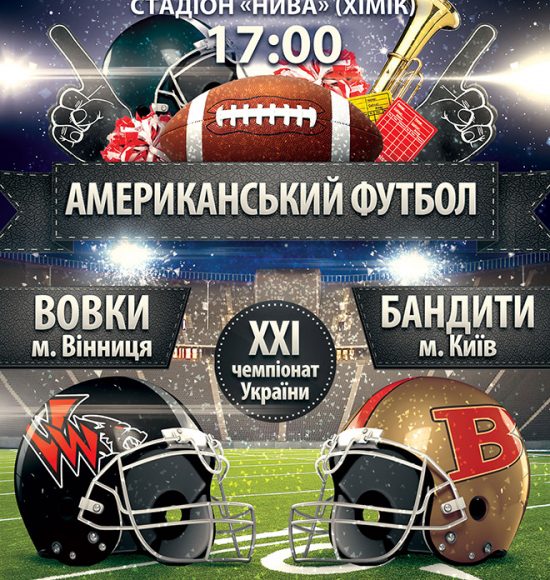 СТАДІОН «НИВА» (ХІМІК)
17:00
АМЕРИКАНСЬКИЙ ФУТБОЛ
ВОВКИ
м. Вінниця
XXI
чемпіонат
України
БАНДИТИ
м. Київ
W
B